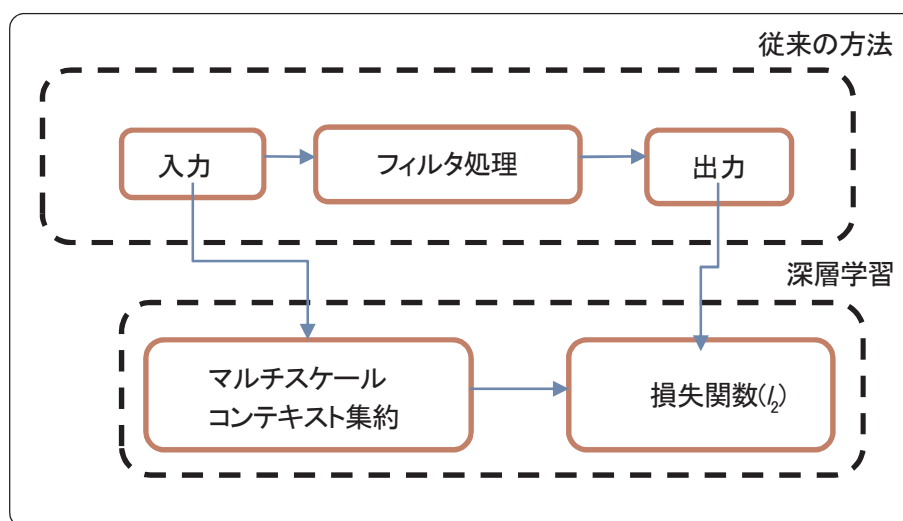 従来の方法
入力
フィルタ処理
出力
深層学習
マルチスケール
コンテキスト集約
損失関数(l₂)